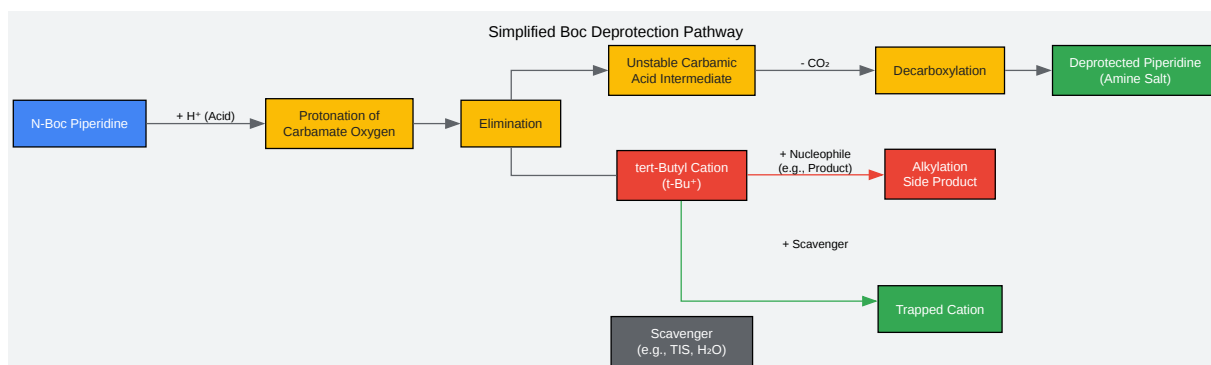 Simplified Boc Deprotection Pathway
N-Boc Piperidine
+ H⁺ (Acid)
Protonation of
Carbamate Oxygen
Elimination
Unstable Carbamic
Acid Intermediate
- CO₂
Decarboxylation
Deprotected Piperidine
(Amine Salt)
tert-Butyl Cation
(t-Bu⁺)
+ Nucleophile
(e.g., Product)
Alkylation
Side Product
+ Scavenger
Trapped Cation
Scavenger
(e.g., TIS, H₂O)